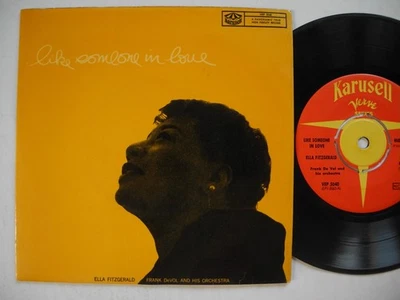 like someone in love
ELLA FITZGERALD FRANK DEVOL AND HIS ORCHESTRA
Karusell
Verve
LIKE SOMEONE
IN LOVE
ELLA FITZGERALD
Frank De Vol and
his orchestra